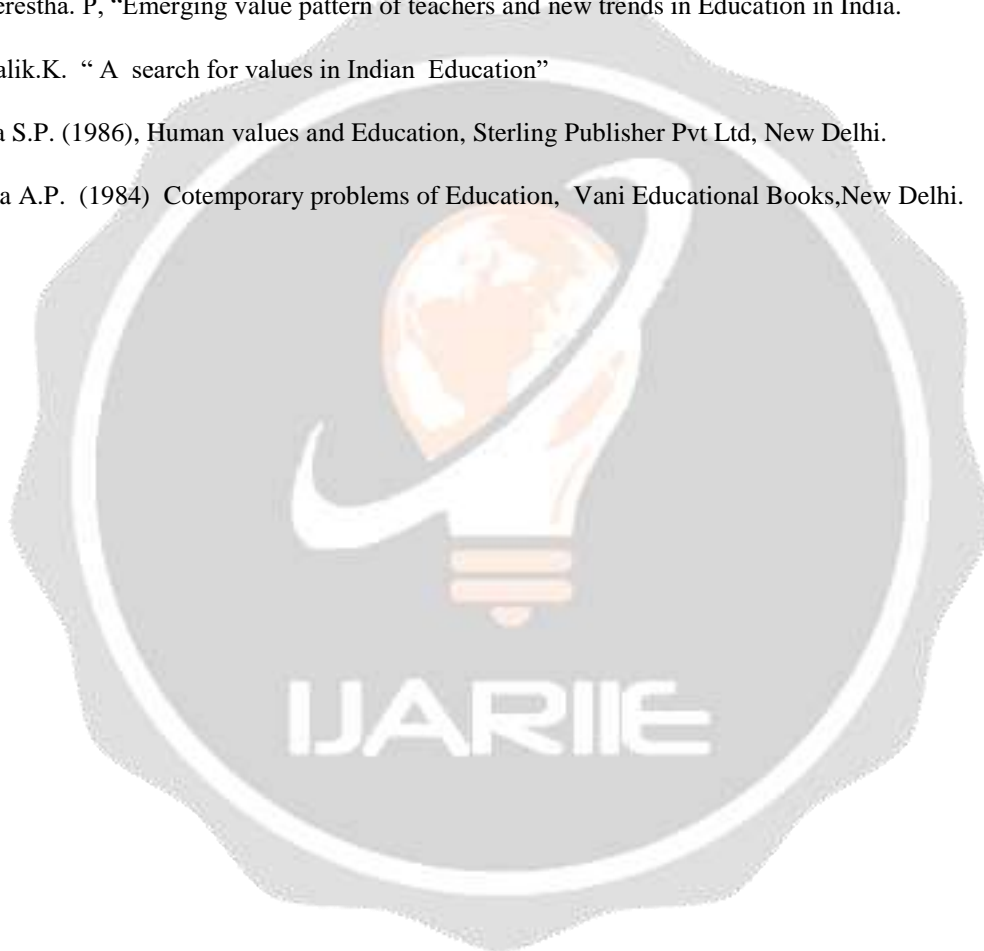 erestha. P, “Emerging value pattern of teachers and new trends in Education in India.
alik.K. “ A search for values in Indian Education”
a S.P. (1986), Human values and Education, Sterling Publisher Pvt Ltd, New Delhi.
a A.P. (1984) Cotemporary problems of Education, Vani Educational Books,New Delhi.
IJARIIE